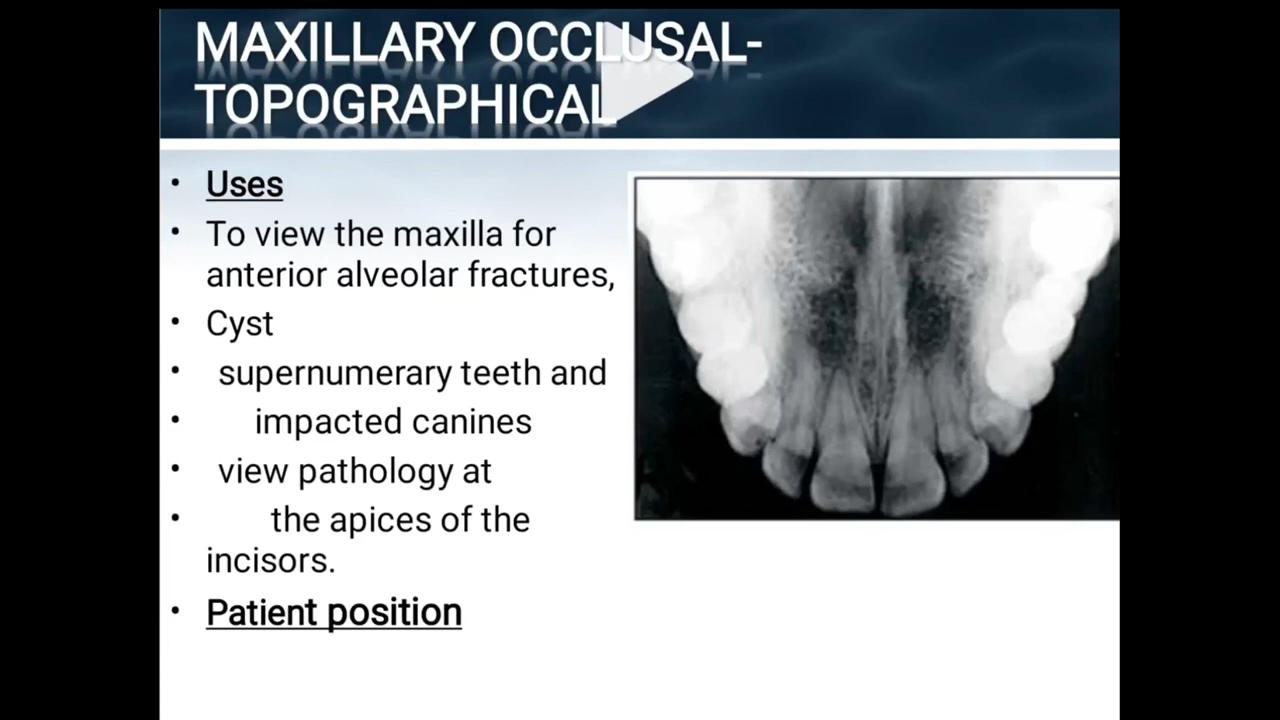 MAXILLARY OCCLUSAL-
TOPOGRAPHICAL
• Uses
• To view the maxilla for
anterior alveolar fractures,
• Cyst
• supernumerary teeth and
• impacted canines
• view pathology at
• the apices of the
incisors.
• Patient position